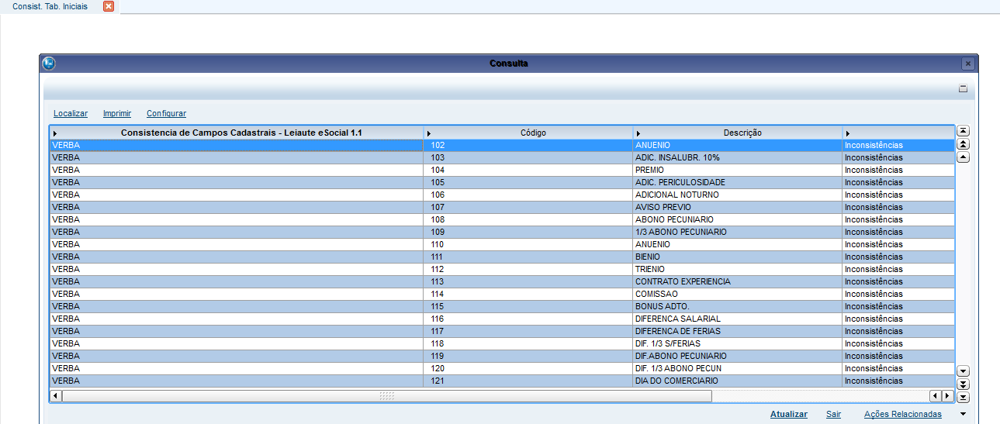 Consist. Tab. Iniciais
Consulta
Localizar Imprimir Configurar
Consistencia de Campos Cadastrais - Leiaute eSocial 1.1 Código Descrição
VERBA 102 ANUENIO Inconsistências
VERBA 103 ADIC. INSALUBR. 10% Inconsistências
VERBA 104 PREMIO Inconsistências
VERBA 105 ADIC. PERICULOSIDADE Inconsistências
VERBA 106 ADICIONAL NOTURNO Inconsistências
VERBA 107 AVISO PREVIO Inconsistências
VERBA 108 ABONO PECUNIARIO Inconsistências
VERBA 109 1/3 ABONO PECUNIARIO Inconsistências
VERBA 110 ANUENIO Inconsistências
VERBA 111 BIENIO Inconsistências
VERBA 112 TRIENIO Inconsistências
VERBA 113 CONTRATO EXPERIENCIA Inconsistências
VERBA 114 COMISSAO Inconsistências
VERBA 115 BONUS ADTO. Inconsistências
VERBA 116 DIFERENCA SALARIAL Inconsistências
VERBA 117 DIFERENCA DE FERIAS Inconsistências
VERBA 118 DIF. 1/3 S/FERIAS Inconsistências
VERBA 119 DIF.ABONO PECUNIARIO Inconsistências
VERBA 120 DIF. 1/3 ABONO PECUN Inconsistências
VERBA 121 DIA DO COMERCIARIO Inconsistências
Atualizar Sair Ações Relacionadas